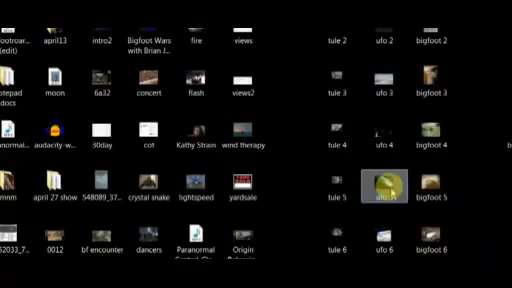 april13 intro2 Bigfoot Wars fire views tule 2 ufo 2 bigfoot 2
(edit) with Brian J...
docs moon 6a32 concert flash views2 tule 3 ufo 3 bigfoot 3
audacity-w... 30day cot Kathy Strain wind therapy tule 4 ufo 4 bigfoot 4
april 27 show 548089_37... crystal snake lightspeed yardsale tule 5 bigfoot 5
0012 bf encounter dancers Paranormal Origin tule 6 ufo 6 bigfoot 6